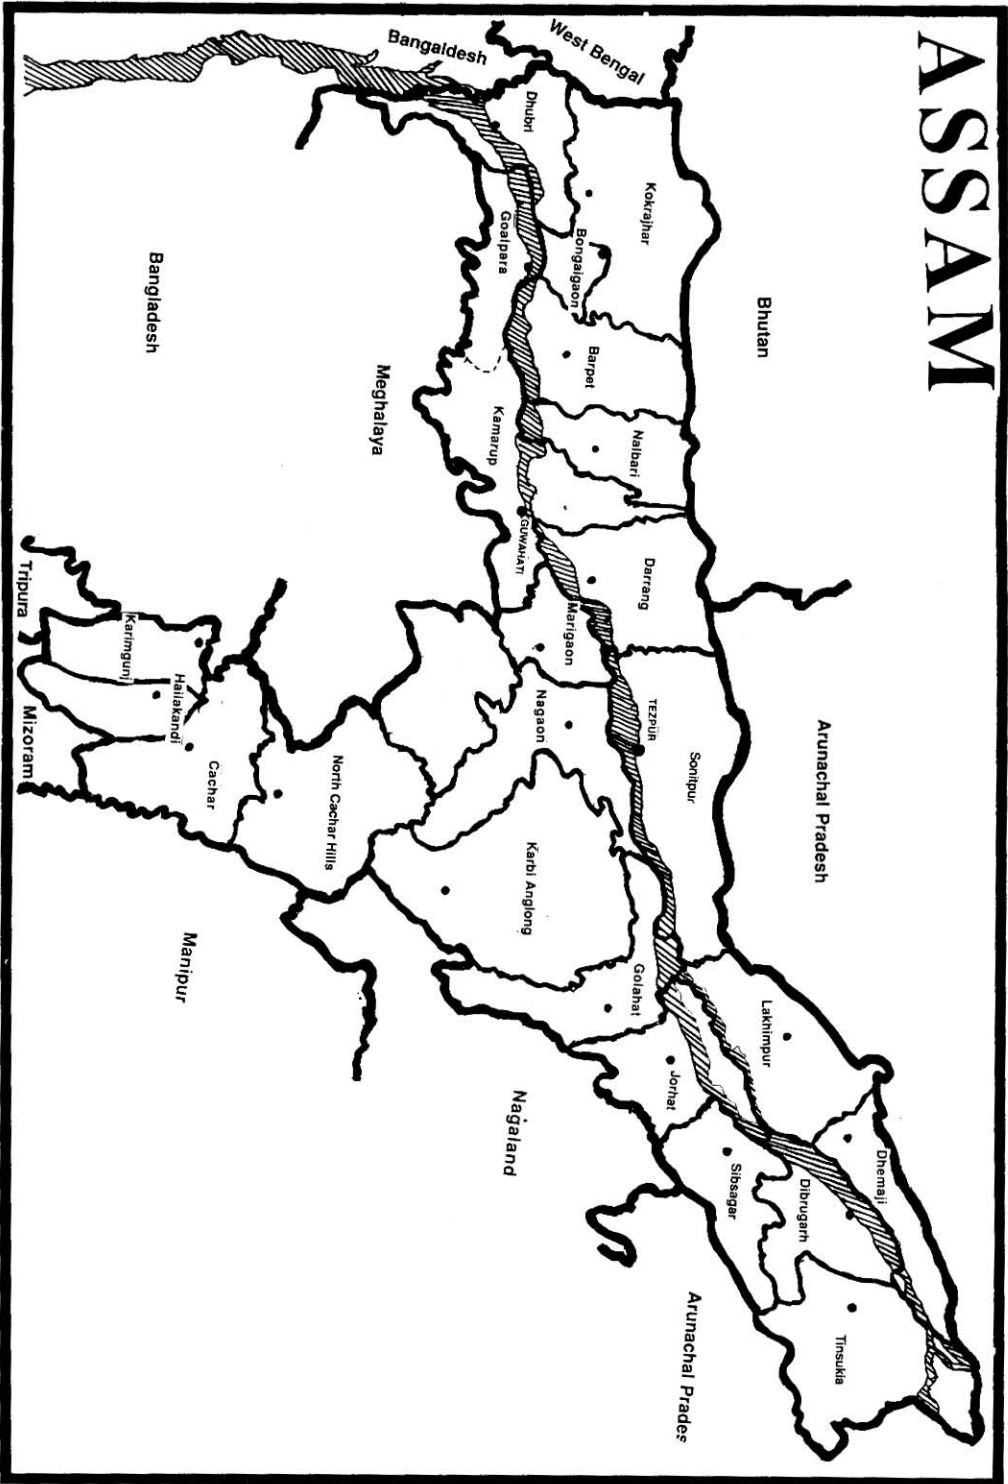 ASSAM
Bhutan
Arunachal Pradesh
West Bengal
Bangaldesh
Kokrajhar
Dhubri
Bongaigaon
Goalpara
Barpet
Nalbari
Kamarup
GUWAHATI
Darrang
Marigaon
TEZPUR
Sonitpur
Nagaon
Karbi Anglong
Golahat
Lakhimpur
Jorhat
Dhemaji
Dibrugarh
Sibsagar
Tinsukia
Arunachal Prades
Nagaland
Manipur
North Cachar Hills
Cachar
Hailakandi
Karimgunj
Tripura
Mizoram
Meghalaya
Bangladesh